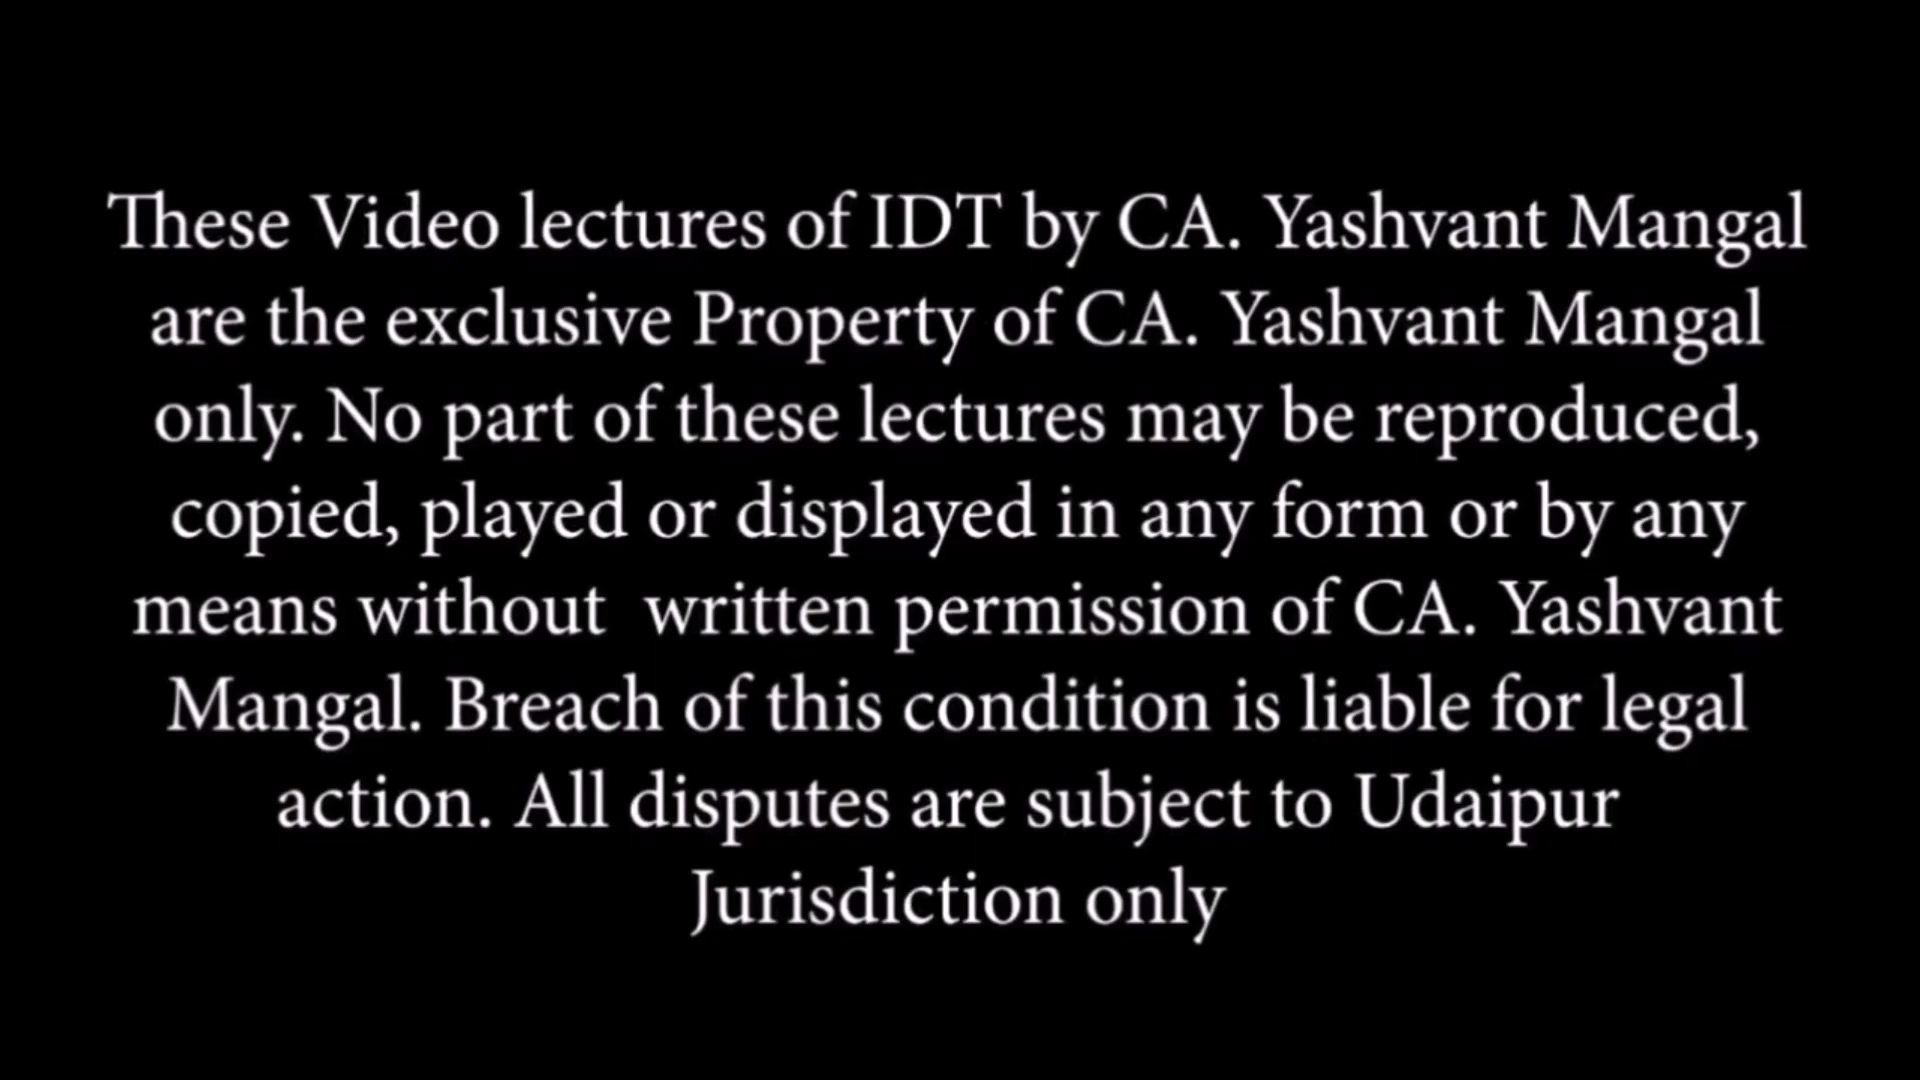 These Video lectures of IDT by CA. Yashvant Mangal
are the exclusive Property of CA. Yashvant Mangal
only. No part of these lectures may be reproduced,
copied, played or displayed in any form or by any
means without  written permission of CA. Yashvant
Mangal. Breach of this condition is liable for legal
action. All disputes are subject to Udaipur
Jurisdiction only